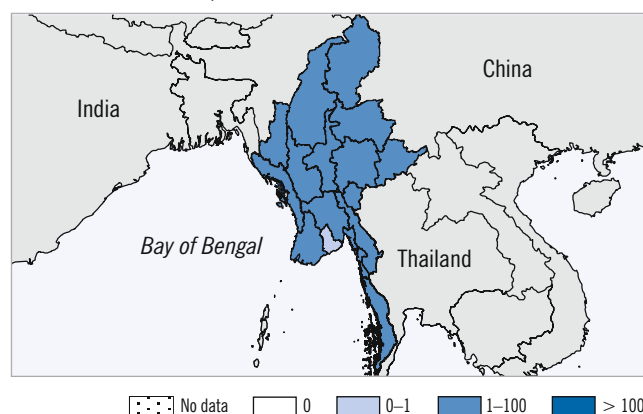 China
India
Bay of Bengal
Thailand
No data 0 0–1 1–100 > 100